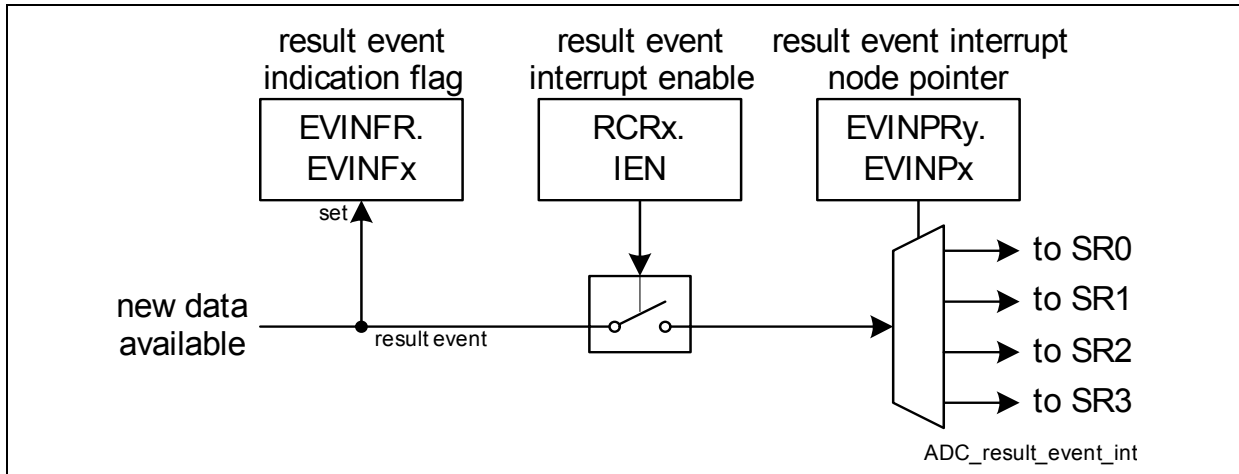 result event
indication flag
result event
interrupt enable
result event interrupt
node pointer
EVINFR.
EVINFx
RCRx.
IEN
EVINPRy.
EVINPx
set
to SR0
to SR1
to SR2
to SR3
new data
available
result event
ADC_result_event_int